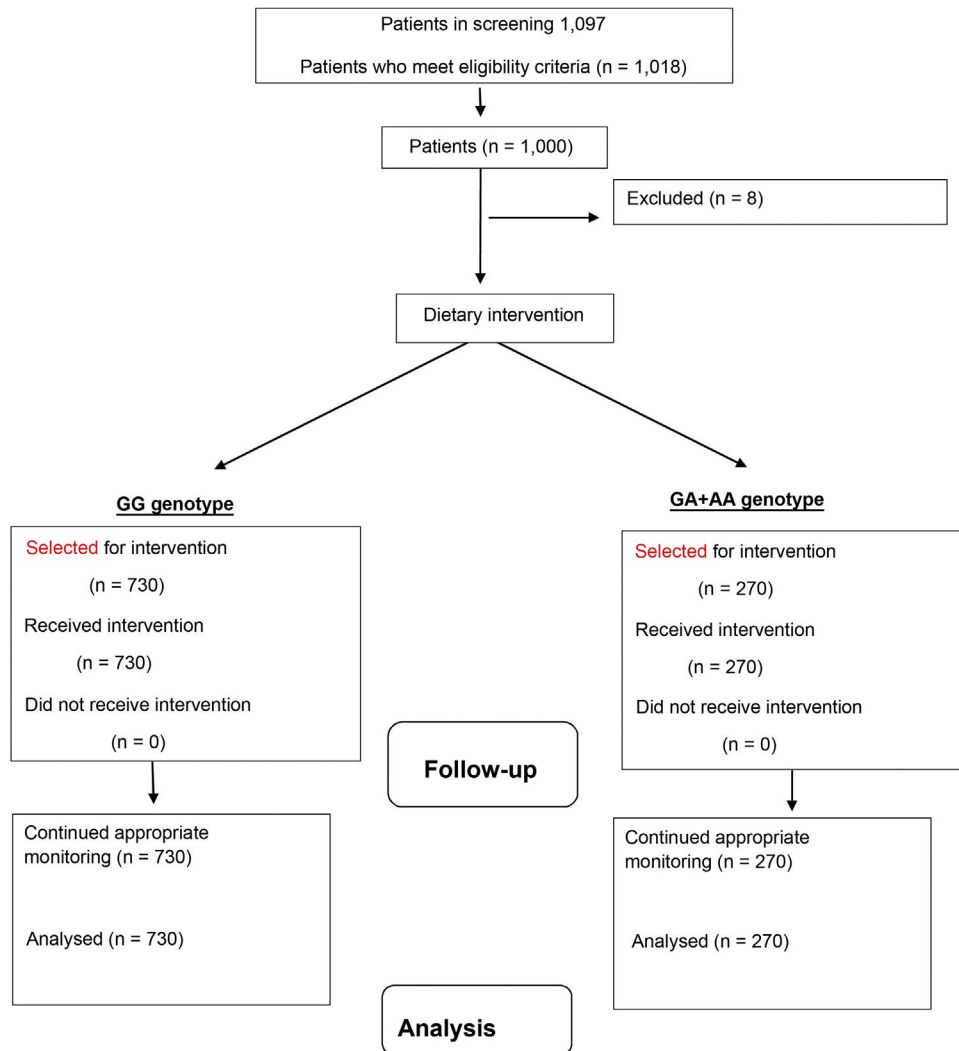 Patients in screening 1,097
Patients who meet eligibility criteria (n = 1,018)
Patients (n = 1,000)
Excluded (n = 8)
Dietary intervention
GG genotype
Selected for intervention
(n = 730)
Received intervention
(n = 730)
Did not receive intervention
(n = 0)
GA+AA genotype
Selected for intervention
(n = 270)
Received intervention
(n = 270)
Did not receive intervention
(n = 0)
Follow-up
Continued appropriate
monitoring (n = 730)
Analysed (n = 730)
Continued appropriate
monitoring (n = 270)
Analysed (n = 270)
Analysis